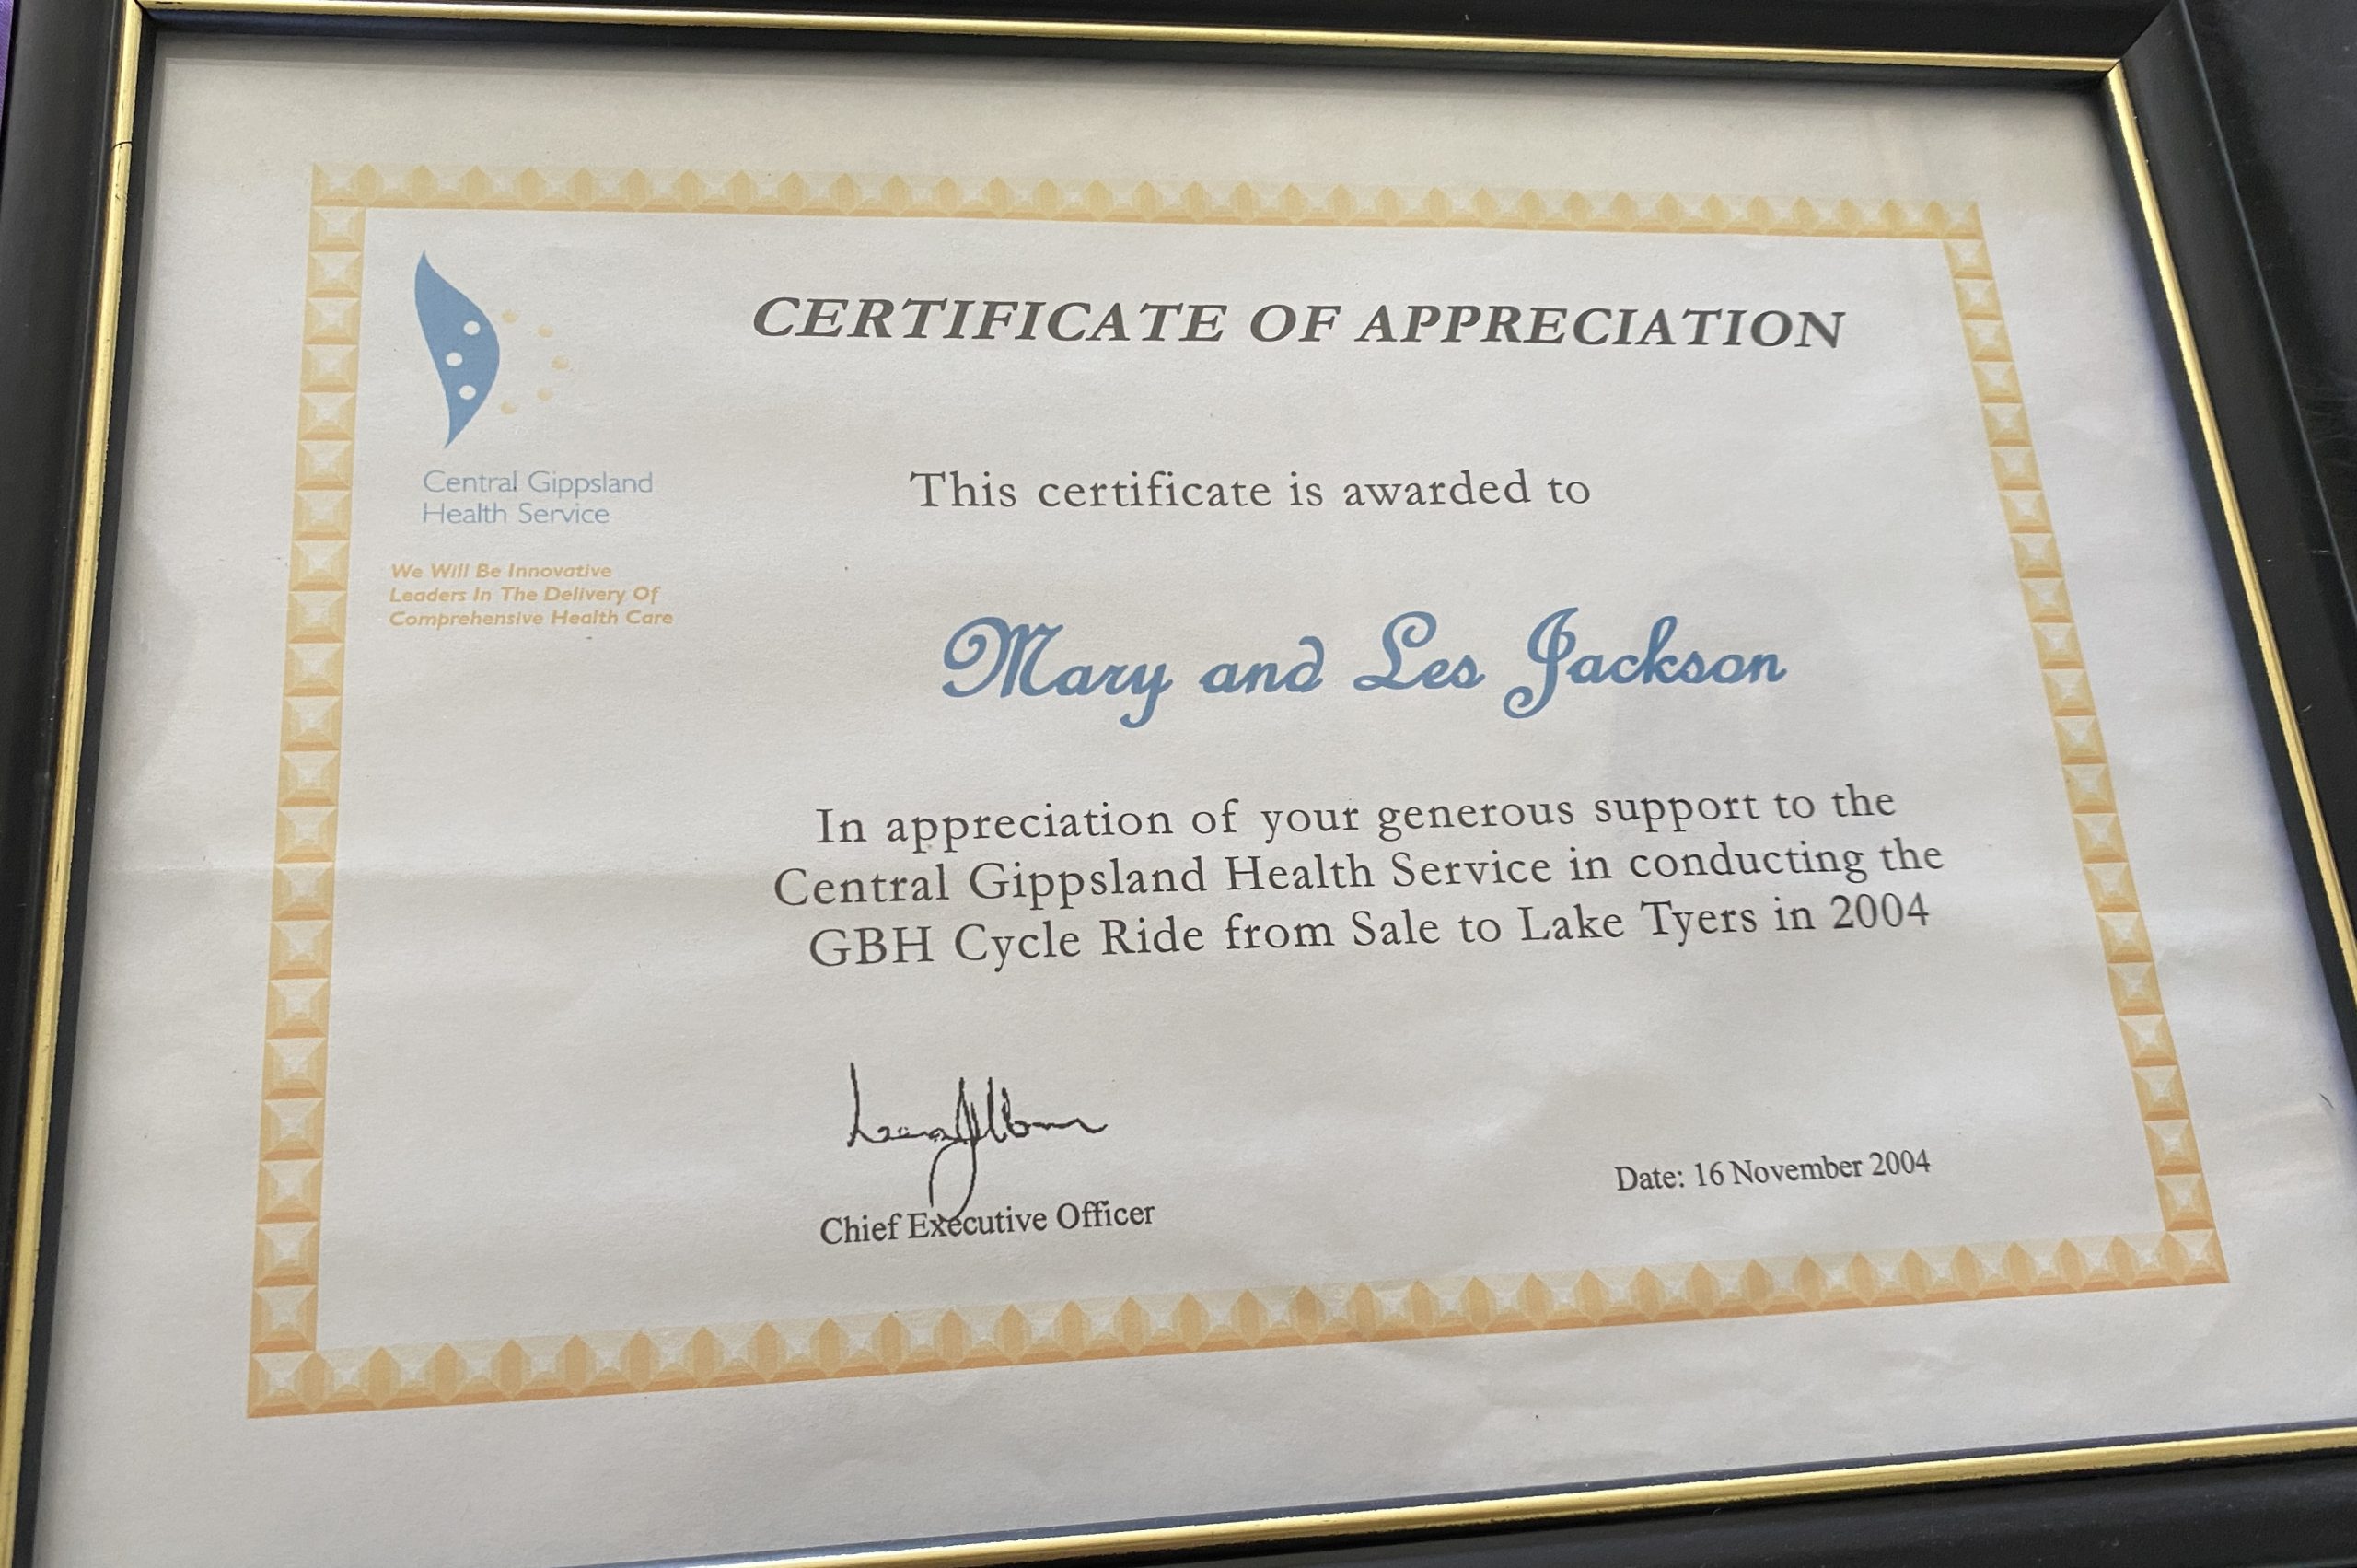 CERTIFICATE OF APPRECIATION
Central Gippsland
Health Service
We Will Be Innovative
Leaders In The Delivery Of
Comprehensive Health Care
This certificate is awarded to
Mary and Les Jackson
In appreciation of your generous support to the
Central Gippsland Health Service in conducting the
GBH Cycle Ride from Sale to Lake Tyers in 2004
Chief Executive Officer
Date: 16 November 2004